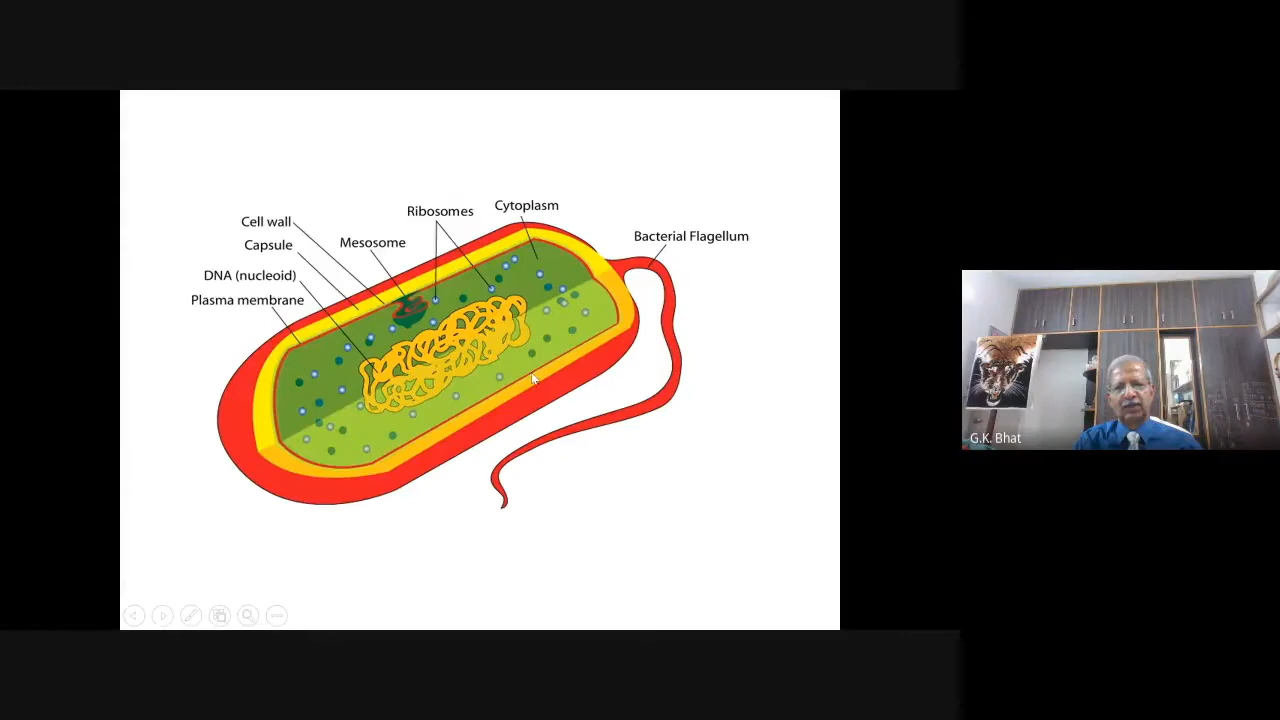 Cytoplasm
Ribosomes
Cell wall
Bacterial Flagellum
Capsule
Mesosome
DNA (nucleoid)
Plasma membrane
G.K. Bhat